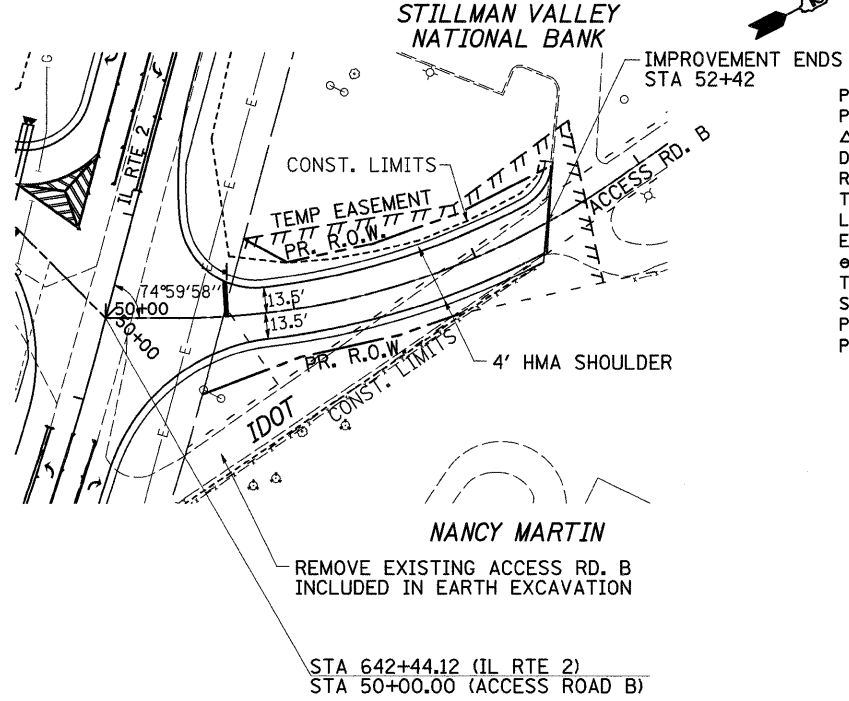 STILLMAN VALLEY
NATIONAL BANK
IMPROVEMENT ENDS
STA 52+42
P
P
Δ
D
R
T
L
E
e
T
S
P
P
G
E
IL RTE 2
CONST. LIMITS
ACCESS RD. B
TEMP EASEMENT
PR. R.O.W.
E
E
74°59'58"
50+00
50+00
13.5'
13.5'
E
PR. R.O.W.
4' HMA SHOULDER
CONST. LIMITS
IDOT
E
E
NANCY MARTIN
REMOVE EXISTING ACCESS RD. B
INCLUDED IN EARTH EXCAVATION
STA 642+44.12 (IL RTE 2)
STA 50+00.00 (ACCESS ROAD B)